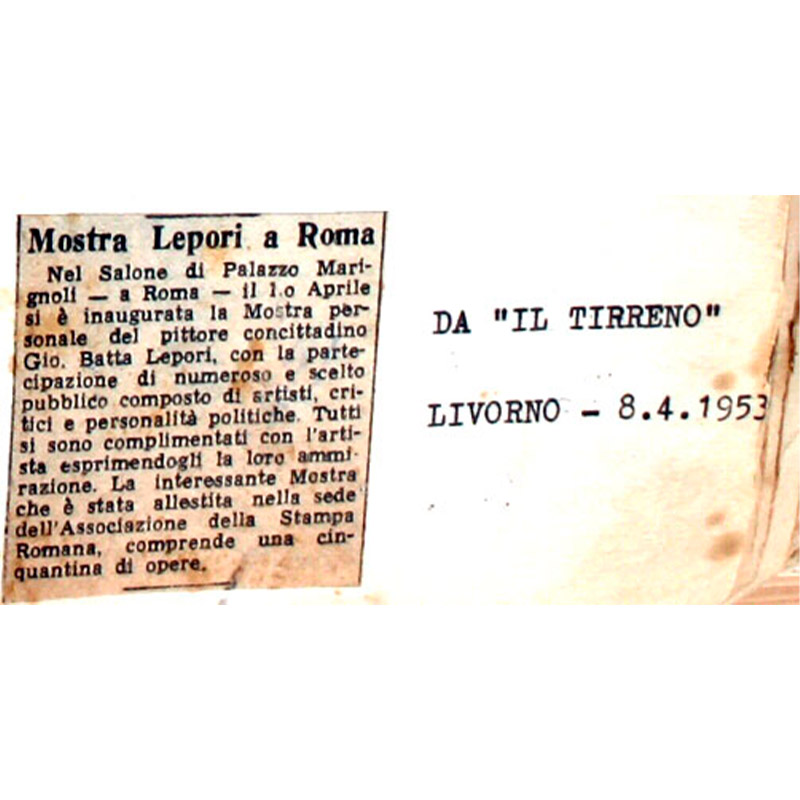 Mostra Lepori a Roma
Nel Salone di Palazzo Mari-
gnoli — a Roma — il 1.o Aprile
si è inaugurata la Mostra per-
sonale del pittore concittadino
Gio. Batta Lepori, con la parte-
cipazione di numeroso e scelto
pubblico composto di artisti, cri-
tici e personalità politiche. Tutti
si sono complimentati con l'arti-
sta esprimendogli la loro ammi-
razione. La interessante Mostra
che è stata allestita nella sede
dell'Associazione della Stampa
Romana, comprende una cin-
quantina di opere.
DA "IL TIRRENO"
LIVORNO - 8.4.1953